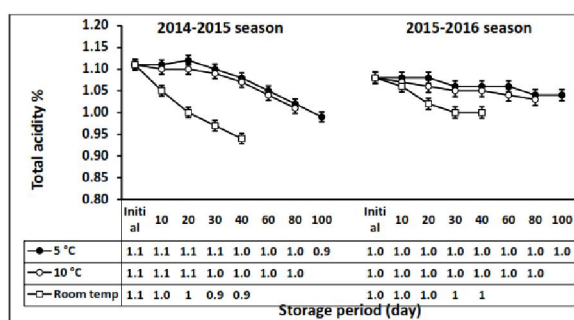 2014-2015 season 2015-2016 season
1.20
1.15
1.10
1.05
1.00
0.95
0.90
0.85
0.80
Total acidity %
Initi al 10 20 30 40 60 80 100 Initi al 10 20 30 40 60 80 100
5 °C 1.1 1.1 1.1 1.1 1.0 1.0 1.0 0.9 1.0 1.0 1.0 1.0 1.0 1.0 1.0 1.0
10 °C 1.1 1.1 1.1 1.0 1.0 1.0 1.0 1.0 1.0 1.0 1.0 1.0 1.0 1.0
Room temp 1.1 1.0 1 0.9 0.9 1.0 1.0 1.0 1 1
Storage period (day)